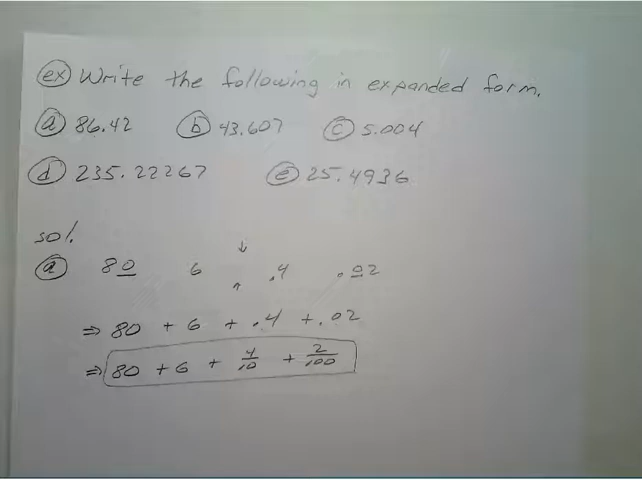 ex Write the following in expanded form.
a 86.42 b 43.607 c 5.004
d 235.22267 e 25.4936
sol.
a 80 6 ↓ ↑ .4 .02
⇒ 80 + 6 + .4 + .02
⇒ 80 + 6 + 4/10 + 2/100